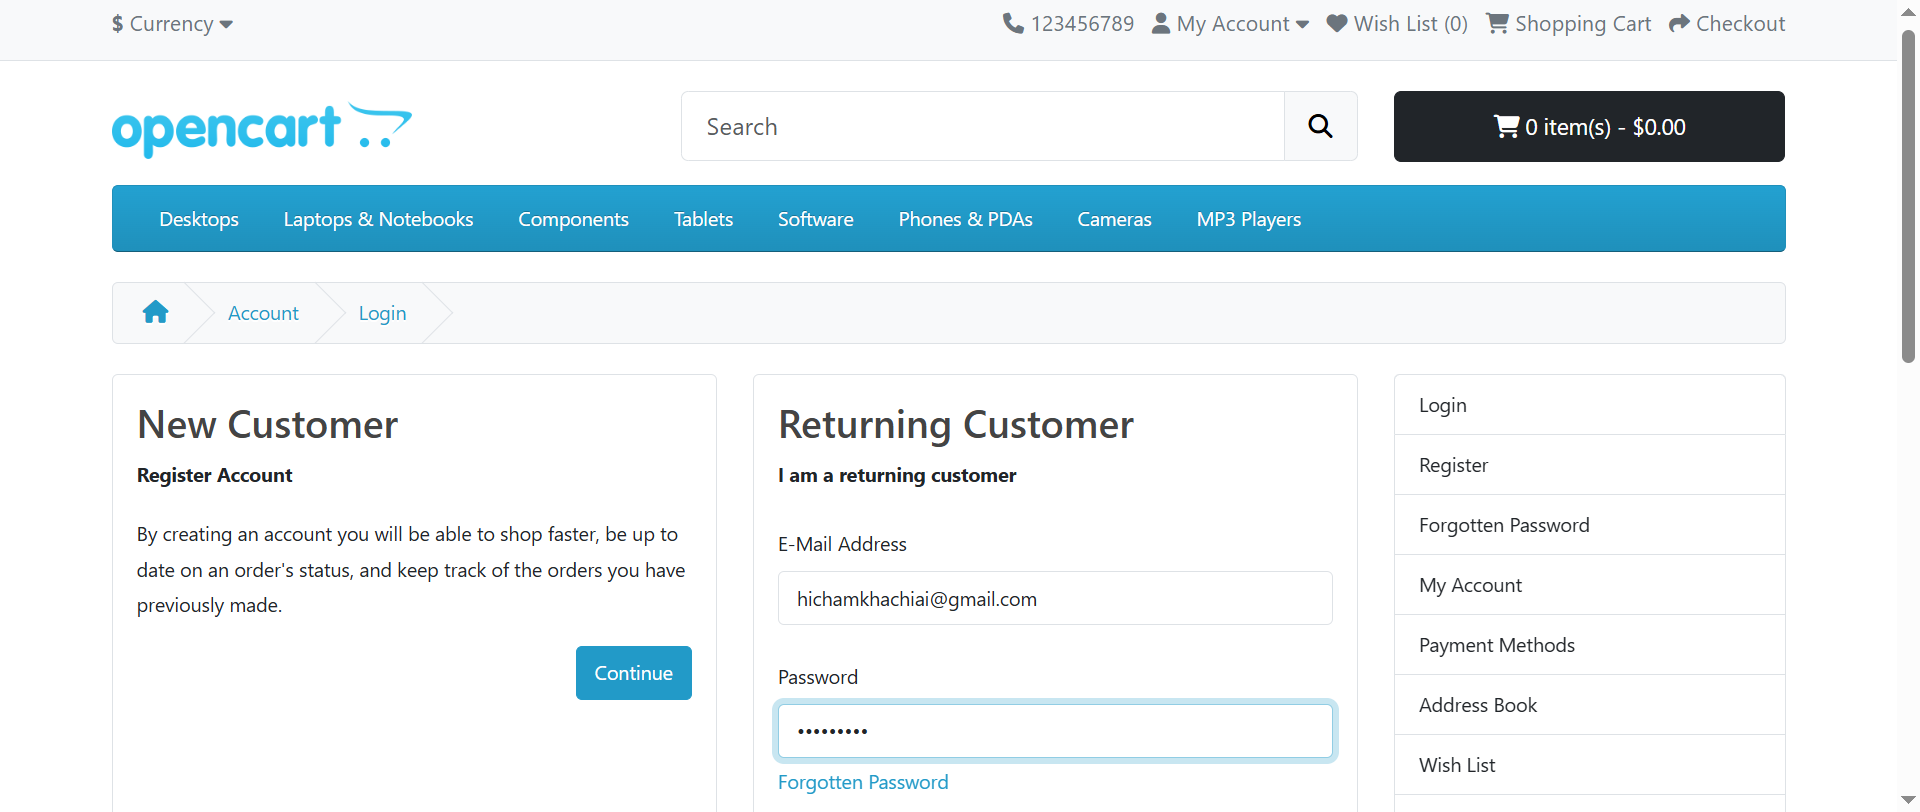 $ Currency
123456789 My Account Wish List (0) Shopping Cart Checkout
opencart
Search
0 item(s) - $0.00
Desktops Laptops & Notebooks Components Tablets Software Phones & PDAs Cameras MP3 Players
Account Login
New Customer
Register Account
By creating an account you will be able to shop faster, be up to
date on an order's status, and keep track of the orders you have
previously made.
Continue
Returning Customer
I am a returning customer
E-Mail Address
hichamkhachiai@gmail.com
Password
•••••••••
Forgotten Password
Login
Register
Forgotten Password
My Account
Payment Methods
Address Book
Wish List